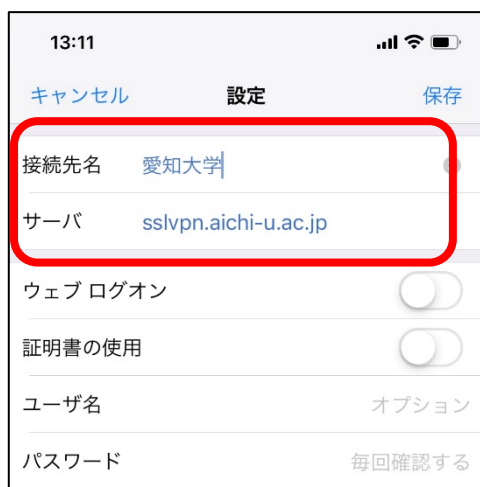 13:11
キャンセル 設定 保存
接続先名 愛知大学
サーバ sslvpn.aichi-u.ac.jp
ウェブ ログオン
証明書の使用
ユーザ名 オプション
パスワード 毎回確認する